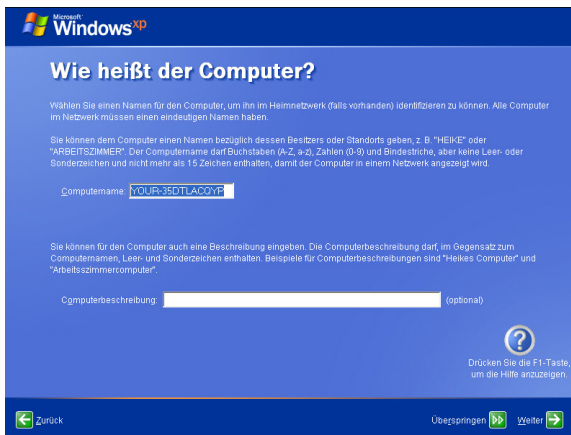 Microsoft®
Windows xp
Wie heißt der Computer?
Wählen Sie einen Namen für den Computer, um ihn im Heimnetzwerk (falls vorhanden) identifizieren zu können. Alle Computer
im Netzwerk müssen einen eindeutigen Namen haben.
Sie können dem Computer einen Namen bezüglich dessen Besitzers oder Standorts geben, z. B. "HEIKE" oder
"ARBEITSZIMMER". Der Computername darf Buchstaben (A-Z, a-z), Zahlen (0-9) und Bindestriche, aber keine Leer- oder
Sonderzeichen und nicht mehr als 15 Zeichen enthalten, damit der Computer in einem Netzwerk angezeigt wird.
Computername: YOUR-35DTLACQYP
Sie können für den Computer auch eine Beschreibung eingeben. Die Computerbeschreibung darf, im Gegensatz zum
Computernamen, Leer- und Sonderzeichen enthalten. Beispiele für Computerbeschreibungen sind "Heikes Computer" und
"Arbeitsszimmercomputer".
Computerbeschreibung: (optional)
?
Drücken Sie die F1-Taste,
um die Hilfe anzuzeigen.
Zurück Überspringen Weiter